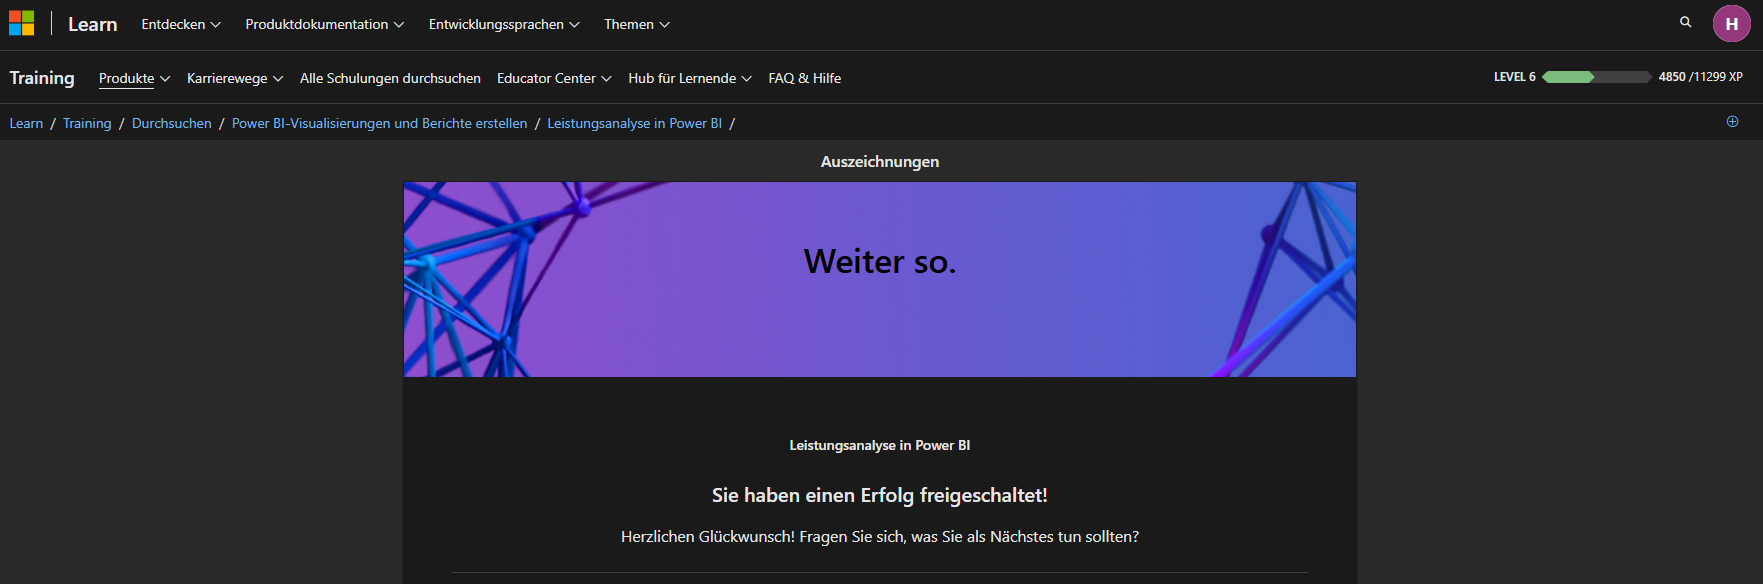 Learn Entdecken Produktdokumentation Entwicklungssprachen Themen H
Training Produkte Karrierewege Alle Schulungen durchsuchen Educator Center Hub für Lernende FAQ & Hilfe LEVEL 6 4850 /11299 XP
Learn / Training / Durchsuchen / Power BI-Visualisierungen und Berichte erstellen / Leistungsanalyse in Power BI /
Auszeichnungen
Weiter so.
Leistungsanalyse in Power BI
Sie haben einen Erfolg freigeschaltet!
Herzlichen Glückwunsch! Fragen Sie sich, was Sie als Nächstes tun sollten?